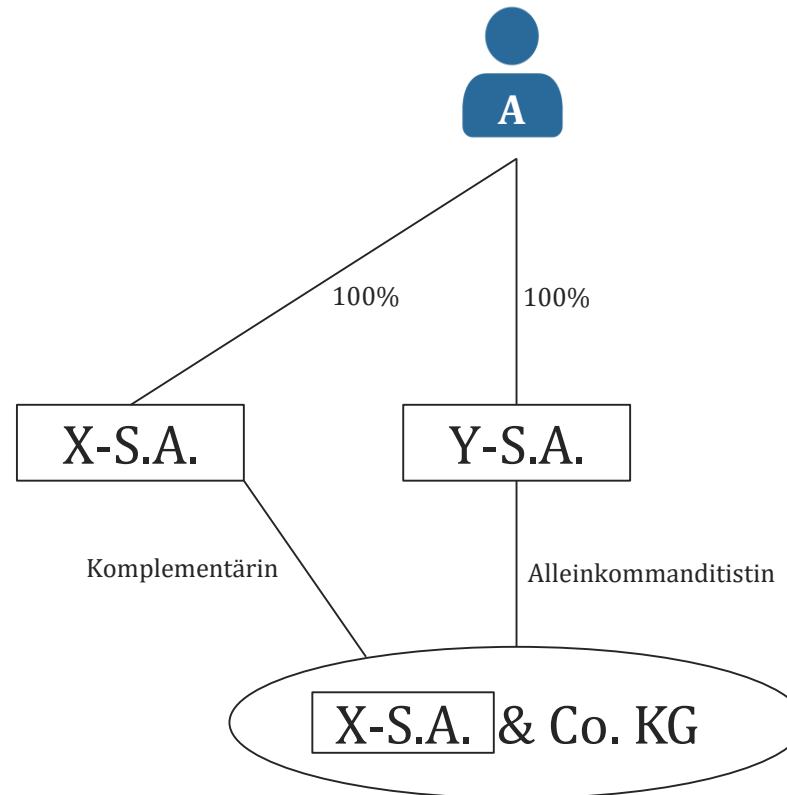 A
100%
100%
X-S.A.
Y-S.A.
Komplementärin
Alleinkommanditistin
X-S.A. & Co. KG